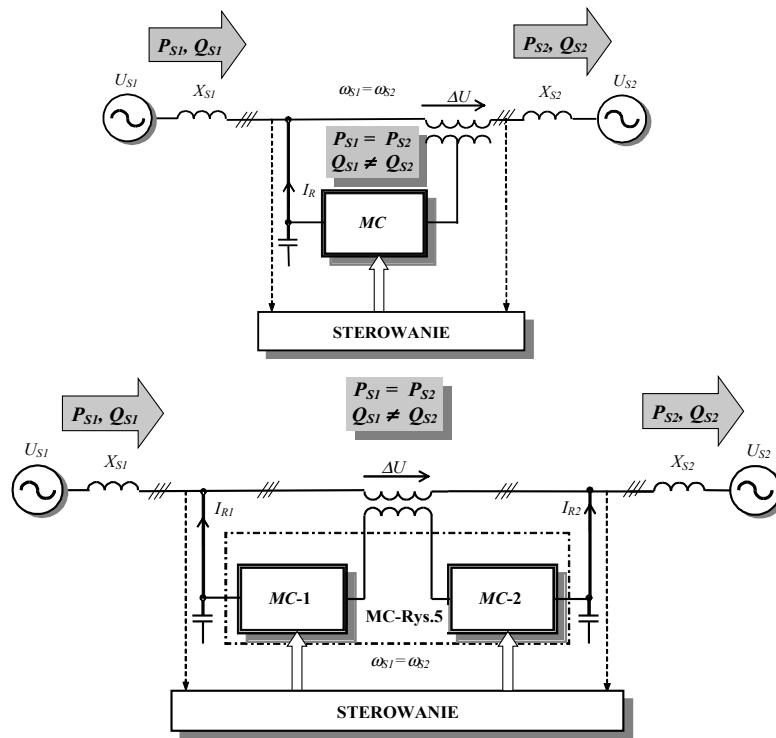 P_S1, Q_S1
P_S2, Q_S2
U_S1
X_S1
ω_S1 = ω_S2
ΔU
X_S2
U_S2
P_S1 = P_S2
Q_S1 ≠ Q_S2
I_R
MC
STEROWANIE
P_S1 = P_S2
Q_S1 ≠ Q_S2
P_S1, Q_S1
P_S2, Q_S2
U_S1
X_S1
ΔU
X_S2
U_S2
I_R1
I_R2
MC-1
MC-2
MC-Rys.5
ω_S1 = ω_S2
STEROWANIE